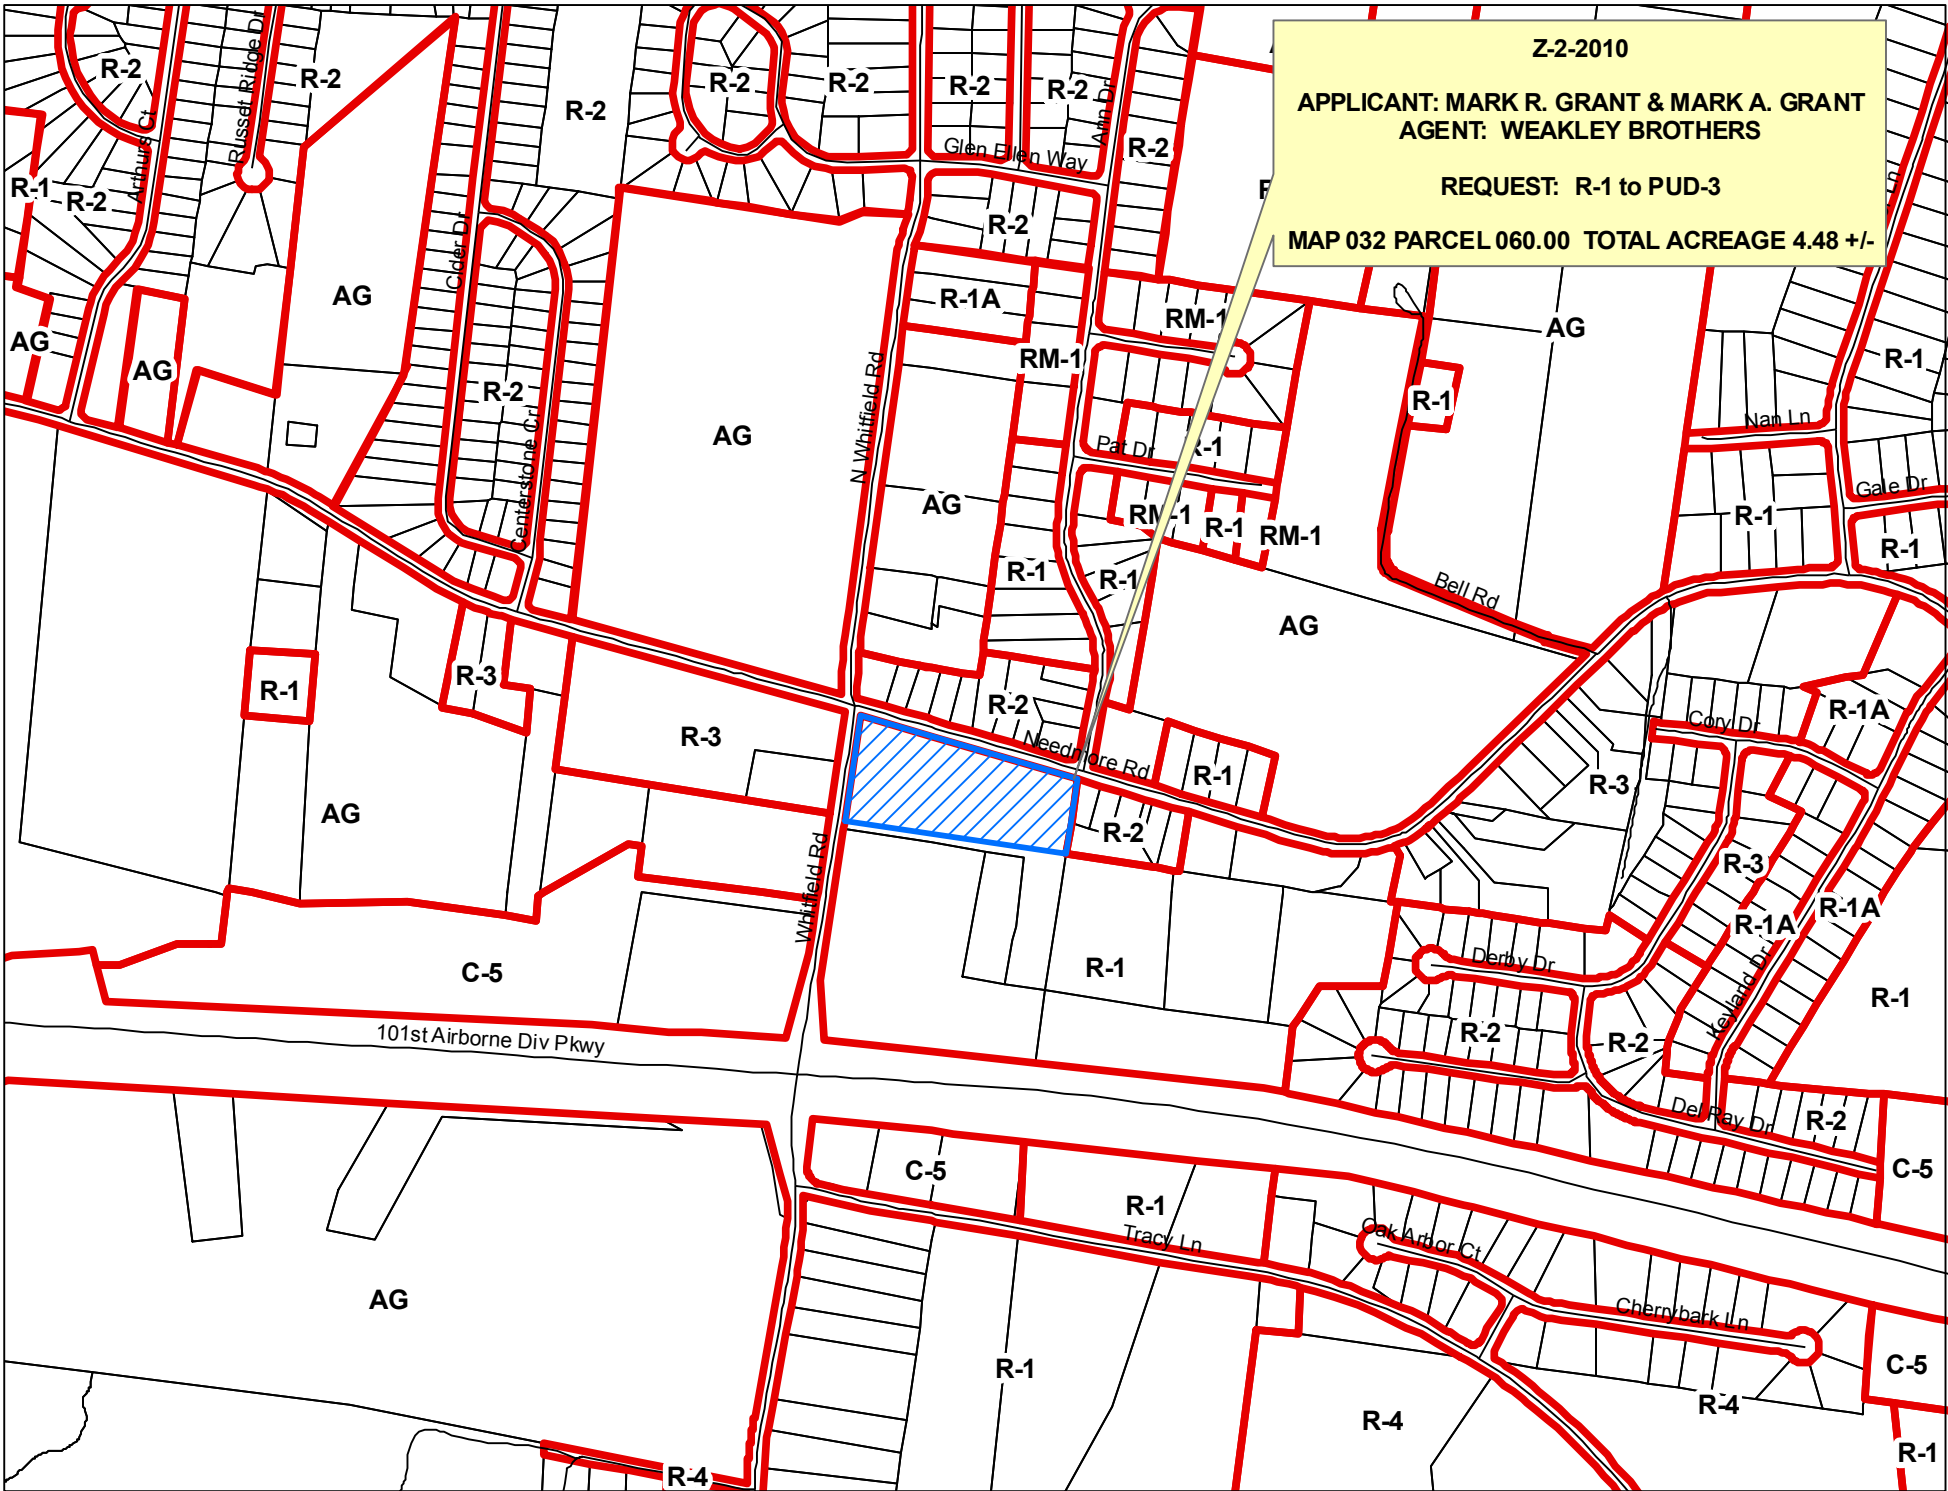 Z-2-2010
APPLICANT: MARK R. GRANT & MARK A. GRANT
AGENT: WEAKLEY BROTHERS
REQUEST: R-1 to PUD-3
MAP 032 PARCEL 060.00 TOTAL ACREAGE 4.48 +/-
R-2
Russet Ridge Dr
R-2
R-2
R-2
R-2
R-2
R-2
Ann Dr
Arthurs Ct
Glen Ellen Way
R-2
R-1
R-2
Ln
Cider Dr
R-2
AG
R-1A
RM-1
AG
AG
AG
RM-1
R-1
R-2
N Whitfield Rd
R-1
Nan Ln
AG
Pat Dr
R-1
Centerstone Cr
Gale Dr
AG
RM-1
R-1
RM-1
R-1
R-1
R-1
R-1
Bell Rd
AG
R-3
R-1
R-2
Cory Dr
R-1A
R-3
Needmore Rd
R-1
R-3
AG
R-2
R-3
Whitfield Rd
R-1A
R-1A
C-5
R-1
Derby Dr
Keyland Dr
R-1
101st Airborne Div Pkwy
R-2
R-2
Del Ray Dr
R-2
C-5
C-5
R-1
Tracy Ln
Oak Arbor Ct
AG
Cherrybark Ln
R-1
C-5
R-4
R-4
R-4
R-1